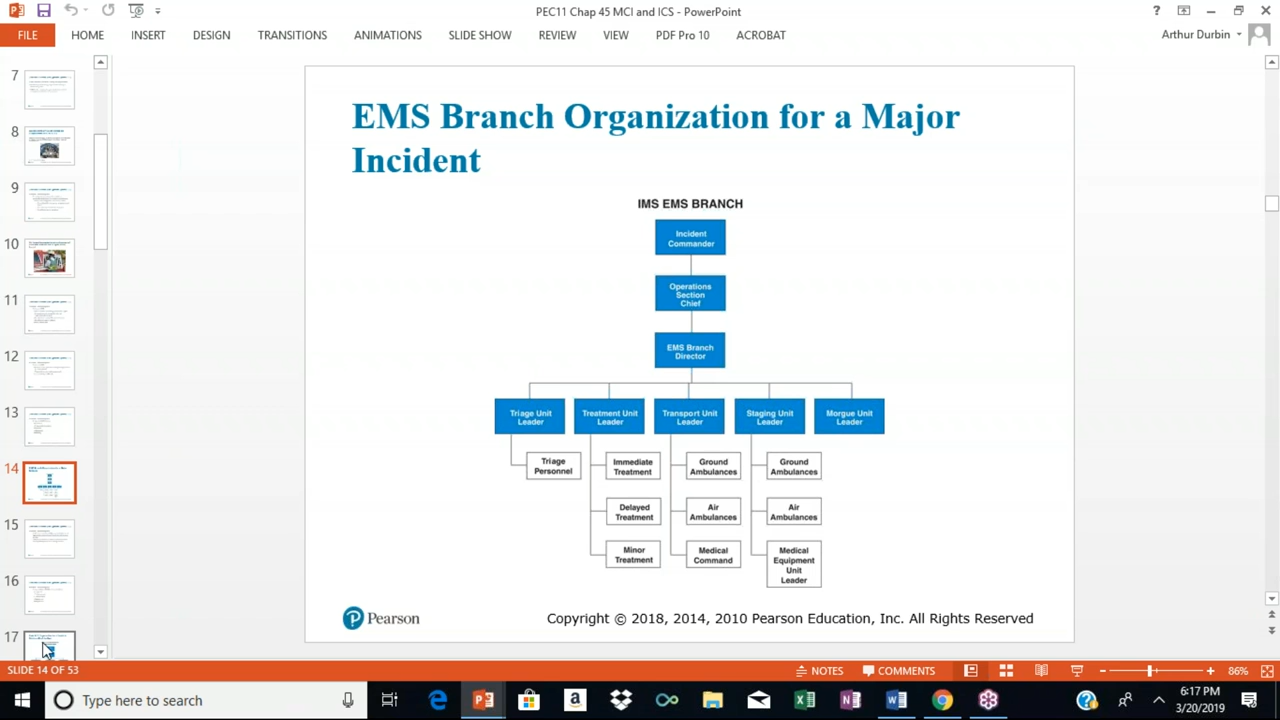 PEC11 Chap 45 MCI and ICS - PowerPoint
?
FILE HOME INSERT DESIGN TRANSITIONS ANIMATIONS SLIDE SHOW REVIEW VIEW PDF Pro 10 ACROBAT
Arthur Durbin
7
8
9
10
11
12
13
14
15
16
17
EMS Branch Organization for a Major
Incident
IMS EMS BRANCH
Incident
Commander
Operations
Section
Chief
EMS Branch
Director
Triage Unit
Leader
Treatment Unit
Leader
Transport Unit
Leader
Staging Unit
Leader
Morgue Unit
Leader
Triage
Personnel
Immediate
Treatment
Ground
Ambulances
Ground
Ambulances
Delayed
Treatment
Air
Ambulances
Air
Ambulances
Minor
Treatment
Medical
Command
Medical
Equipment
Unit
Leader
Pearson
Copyright © 2018, 2014, 2010 Pearson Education, Inc. All Rights Reserved
SLIDE 14 OF 53
NOTES
COMMENTS
86%
Type here to search
6:17 PM
3/20/2019